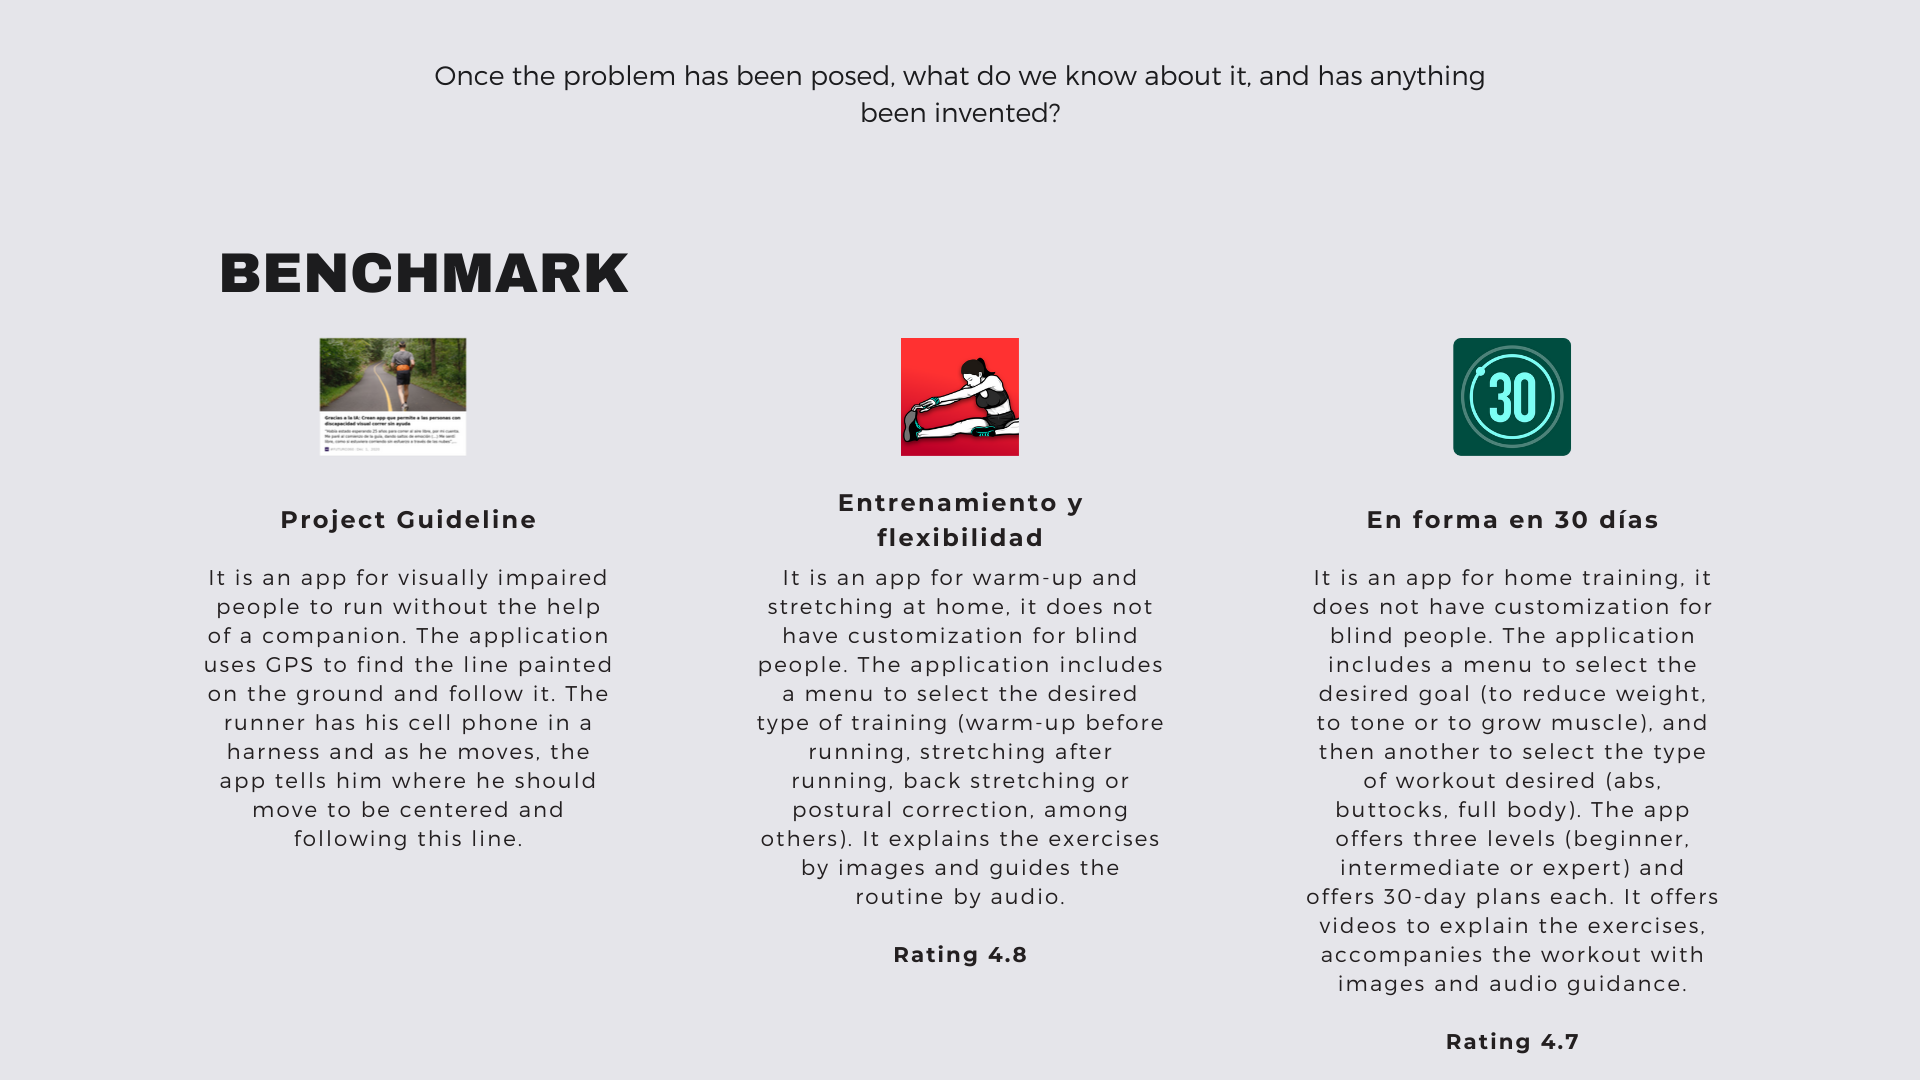 Once the problem has been posed, what do we know about it, and has anything
been invented?
BENCHMARK
Gracias a la IA: Crean app que permite a las personas con
discapacidad visual correr sin ayuda
Project Guideline
It is an app for visually impaired
people to run without the help
of a companion. The application
uses GPS to find the line painted
on the ground and follow it. The
runner has his cell phone in a
harness and as he moves, the
app tells him where he should
move to be centered and
following this line.
Entrenamiento y
flexibilidad
It is an app for warm-up and
stretching at home, it does not
have customization for blind
people. The application includes
a menu to select the desired
type of training (warm-up before
running, stretching after
running, back stretching or
postural correction, among
others). It explains the exercises
by images and guides the
routine by audio.
Rating 4.8
30
En forma en 30 días
It is an app for home training, it
does not have customization for
blind people. The application
includes a menu to select the
desired goal (to reduce weight,
to tone or to grow muscle), and
then another to select the type
of workout desired (abs,
buttocks, full body). The app
offers three levels (beginner,
intermediate or expert) and
offers 30-day plans each. It offers
videos to explain the exercises,
accompanies the workout with
images and audio guidance.
Rating 4.7